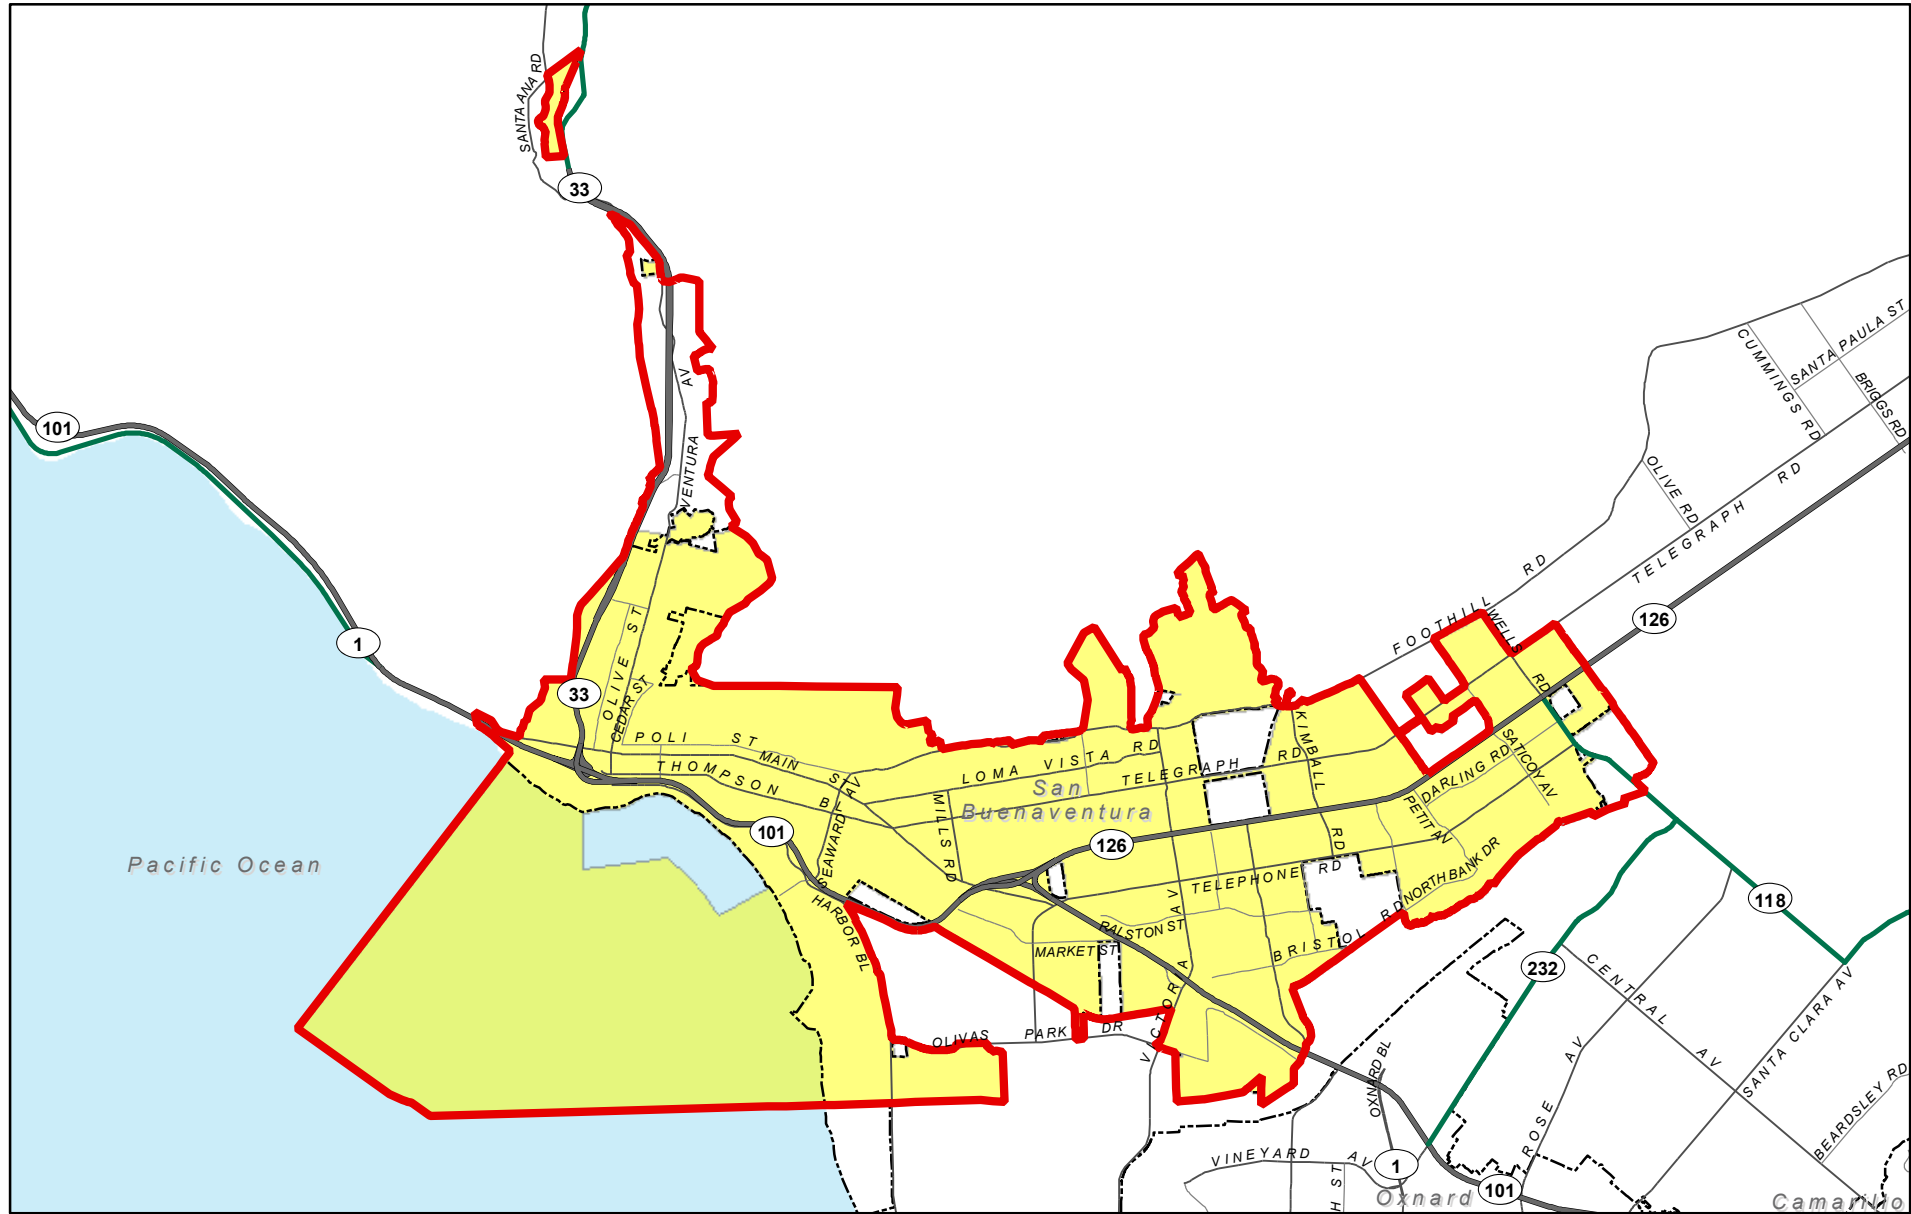 SANTA ANA RD
33
SANTA PAULA ST
CUMMINGS RD
BRIGGS RD
AV
VENTURA
101
OLIVE RD
RD
TELEGRAPH
RD
FOOTHILL
WELLS
RD
126
1
OLIVE ST
33
CEDAR ST
POLI ST
MAIN ST
THOMPSON BL
SEAWARD AV
LOMA VISTA RD
TELEGRAPH RD
KIMBALL RD
San
Buenaventura
MILLS RD
SATICOY AV
DARLING RD
PETIT AV
101
126
Pacific Ocean
HARBOR BL
TELEPHONE RD
NORTH BANK DR
118
RALSTON ST
MARKET ST
BRISTOL RD
VICTORIA AV
232
CENTRAL AV
SANTA CLARA AV
OLIVAS PARK DR
OXNARD BL
ROSE AV
BEARDSLEY RD
VINEYARD AV
1
H ST
101
Oxnard
Camarillo